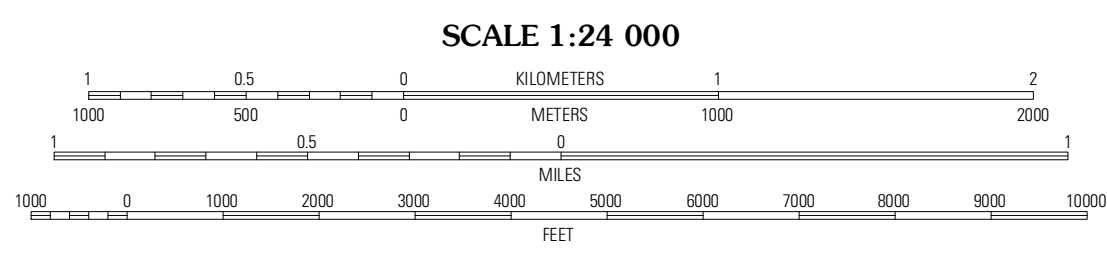 SCALE 1:24 000
1 0.5 0 KILOMETERS 1 2
1000 500 0 METERS 1000 2000
1 0.5 0 1
MILES
1000 0 1000 2000 3000 4000 5000 6000 7000 8000 9000 10000
FEET